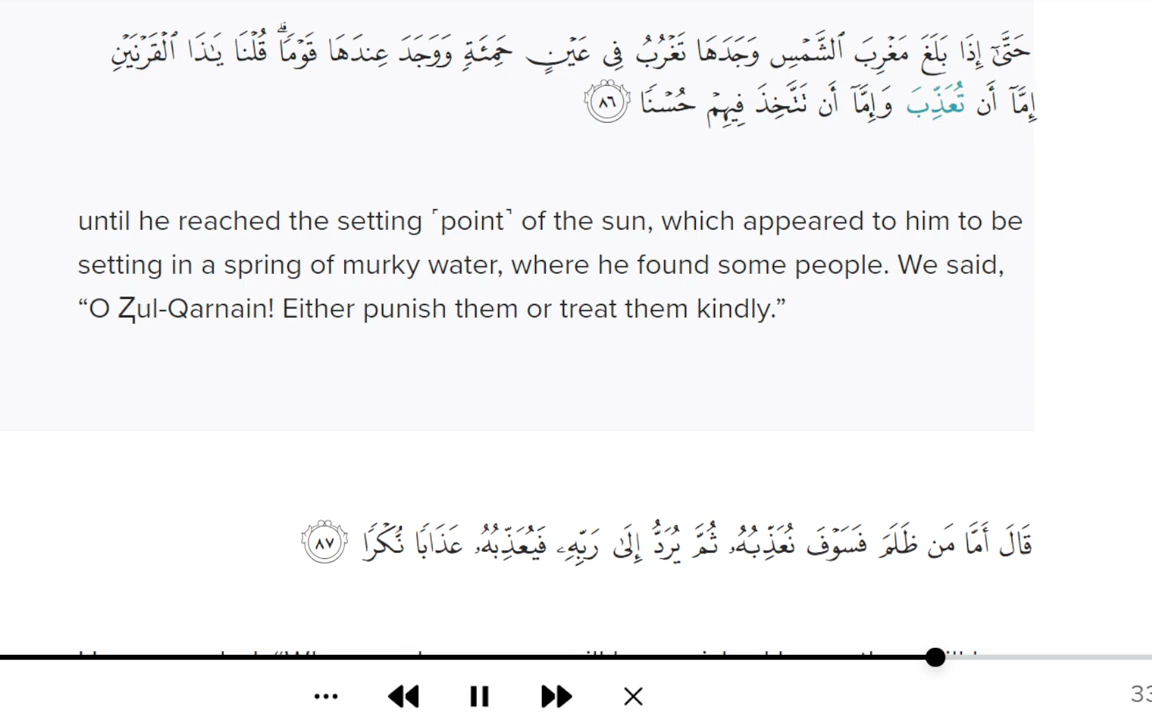 حَتَّىٰٓ إِذَا بَلَغَ مَغْرِبَ ٱلشَّمْسِ وَجَدَهَا تَغْرُبُ فِى عَيْنٍ حَمِئَةٍ وَوَجَدَ عِندَهَا قَوْمًا ۗ قُلْنَا يَـٰذَا ٱلْقَرْنَيْنِ
إِمَّآ أَن تُعَذِّبَ وَإِمَّآ أَن تَتَّخِذَ فِيهِمْ حُسْنًا ٨٦
until he reached the setting ˹point˺ of the sun, which appeared to him to be
setting in a spring of murky water, where he found some people. We said,
“O Ⱬul-Qarnain! Either punish them or treat them kindly.”
قَالَ أَمَّا مَن ظَلَمَ فَسَوْفَ نُعَذِّبُهُۥ ثُمَّ يُرَدُّ إِلَىٰ رَبِّهِۦ فَيُعَذِّبُهُۥ عَذَابًا نُّكْرًا ٨٧